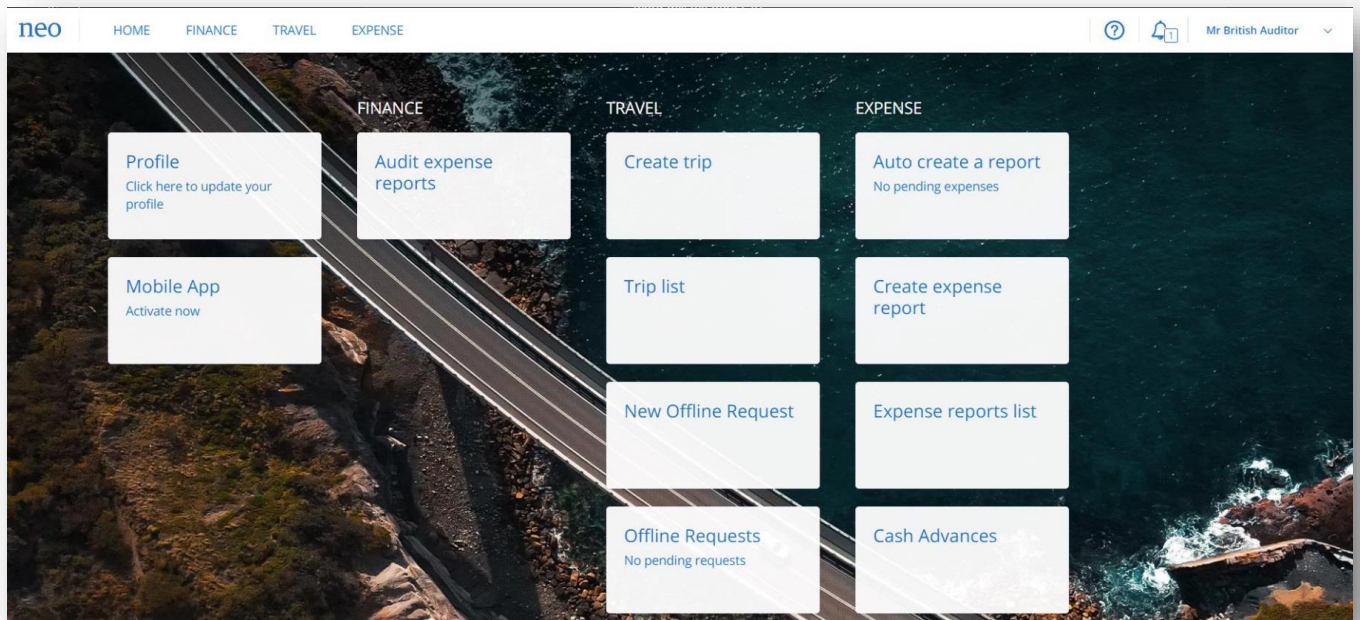 neo
HOME
FINANCE
TRAVEL
EXPENSE
1
Mr British Auditor
FINANCE
TRAVEL
EXPENSE
Profile
Click here to update your
profile
Audit expense
reports
Create trip
Auto create a report
No pending expenses
Mobile App
Activate now
Trip list
Create expense
report
New Offline Request
Expense reports list
Offline Requests
No pending requests
Cash Advances